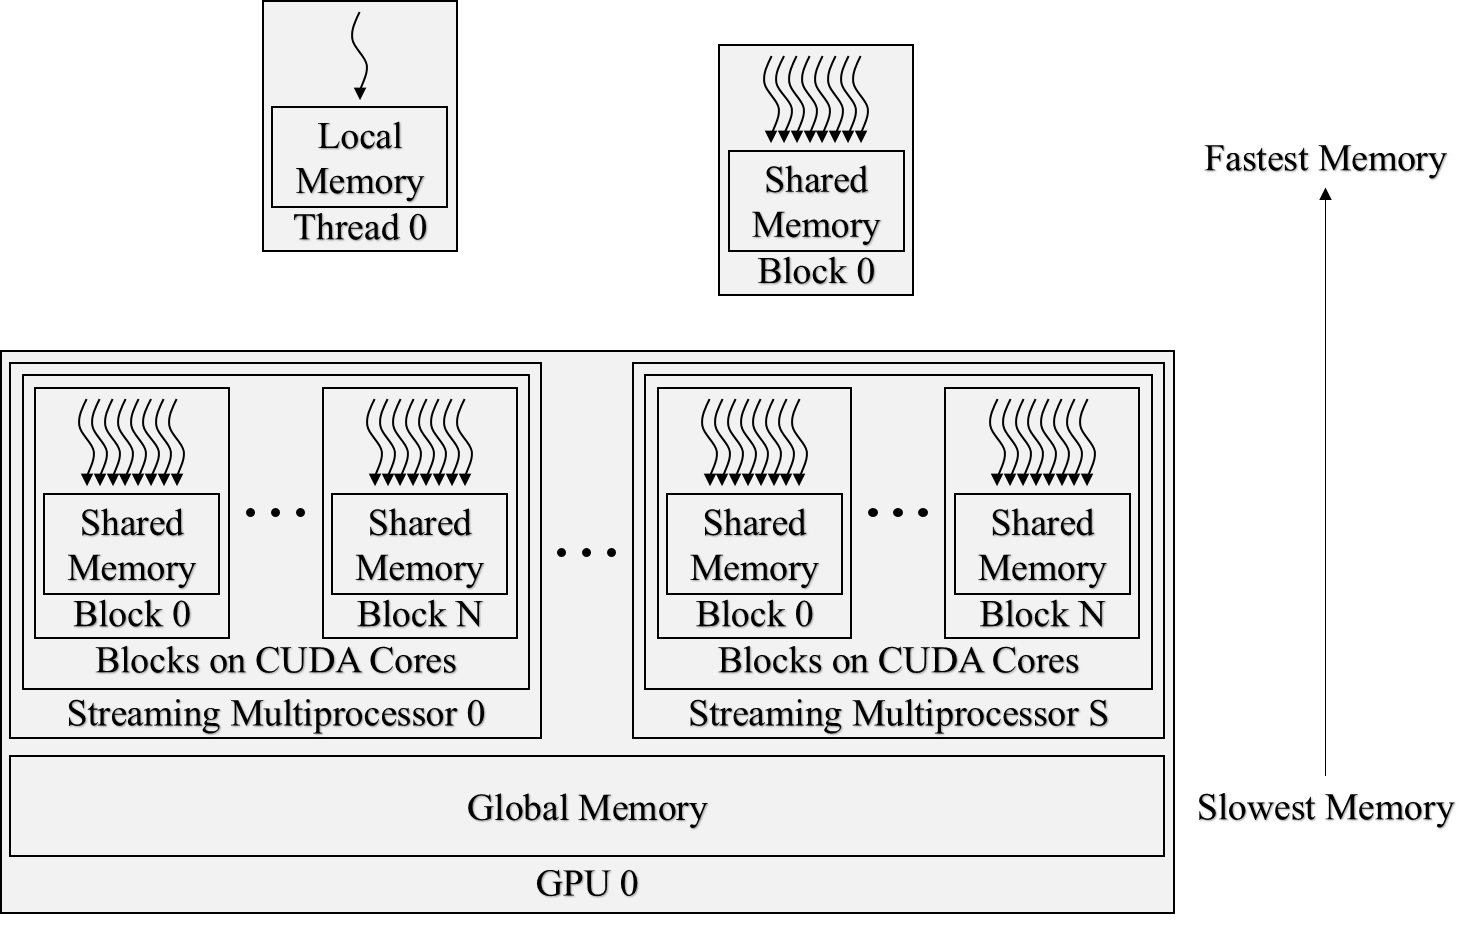 Local
Memory
Thread 0
Shared
Memory
Block 0
Fastest Memory
Shared
Memory
Block 0
Shared
Memory
Block N
Blocks on CUDA Cores
Streaming Multiprocessor 0
Shared
Memory
Block 0
Shared
Memory
Block N
Blocks on CUDA Cores
Streaming Multiprocessor S
Global Memory
Slowest Memory
GPU 0